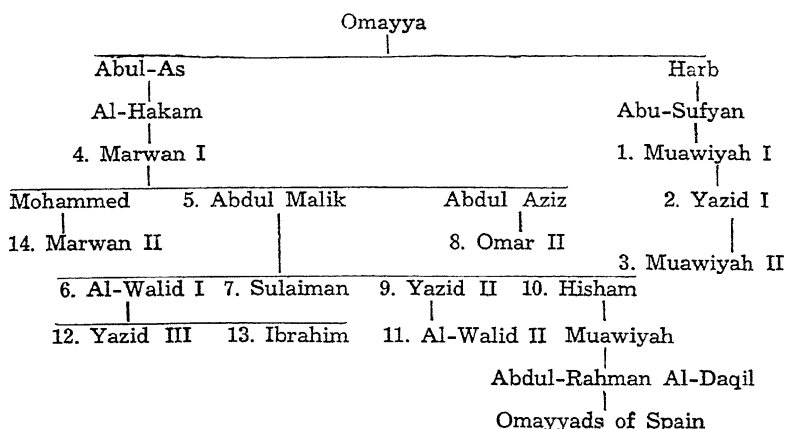 Omayya
Abul-As Harb
Al-Hakam Abu-Sufyan
4. Marwan I 1. Muawiyah I
Mohammed 5. Abdul Malik Abdul Aziz 2. Yazid I
14. Marwan II 8. Omar II
3. Muawiyah II
6. Al-Walid I 7. Sulaiman 9. Yazid II 10. Hisham
12. Yazid III 13. Ibrahim 11. Al-Walid II Muawiyah
Abdul-Rahman Al-Daqil
Omayyads of Spain